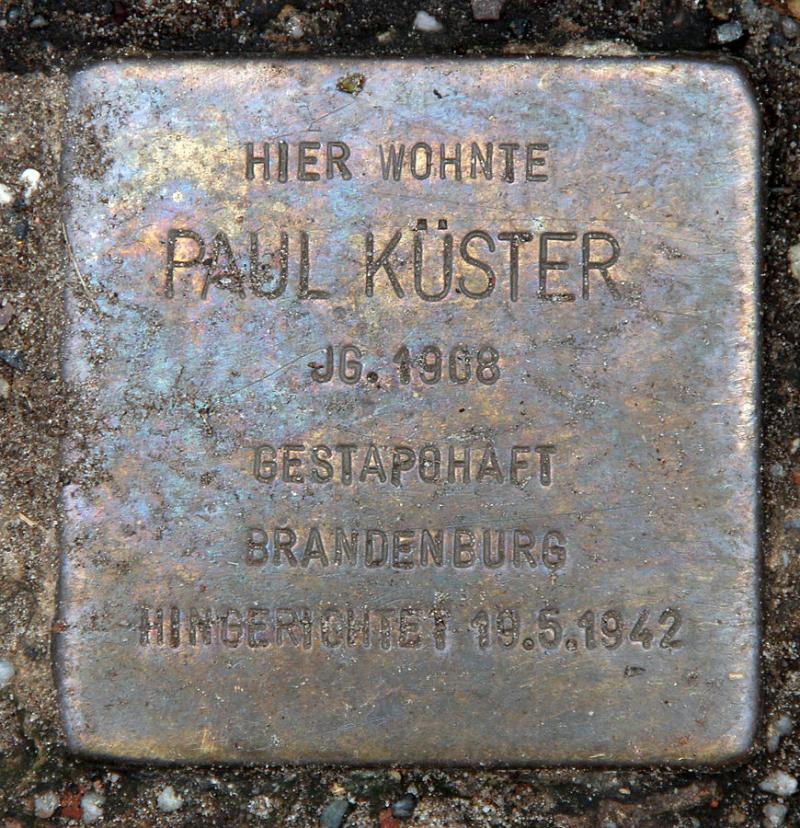 HIER WOHNTE
PAUL KÜSTER
JG. 1908
GESTAPOHAFT
BRANDENBURG
HINGERICHTET 19.5.1942